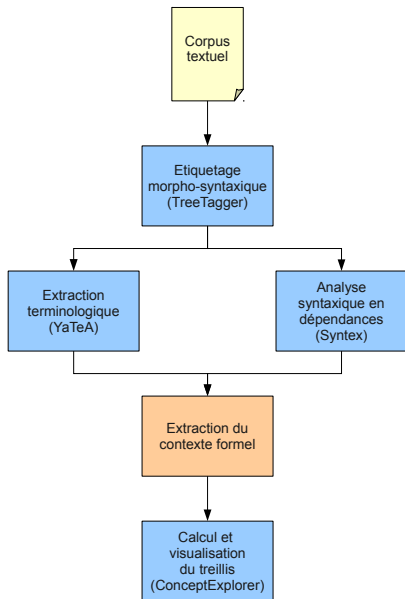 Corpus
textuel
Etiquetage
morpho-syntaxique
(TreeTagger)
Extraction
terminologique
(YaTeA)
Analyse
syntaxique en
dépendances
(Syntex)
Extraction du
contexte formel
Calcul et
visualisation
du treillis
(ConceptExplorer)